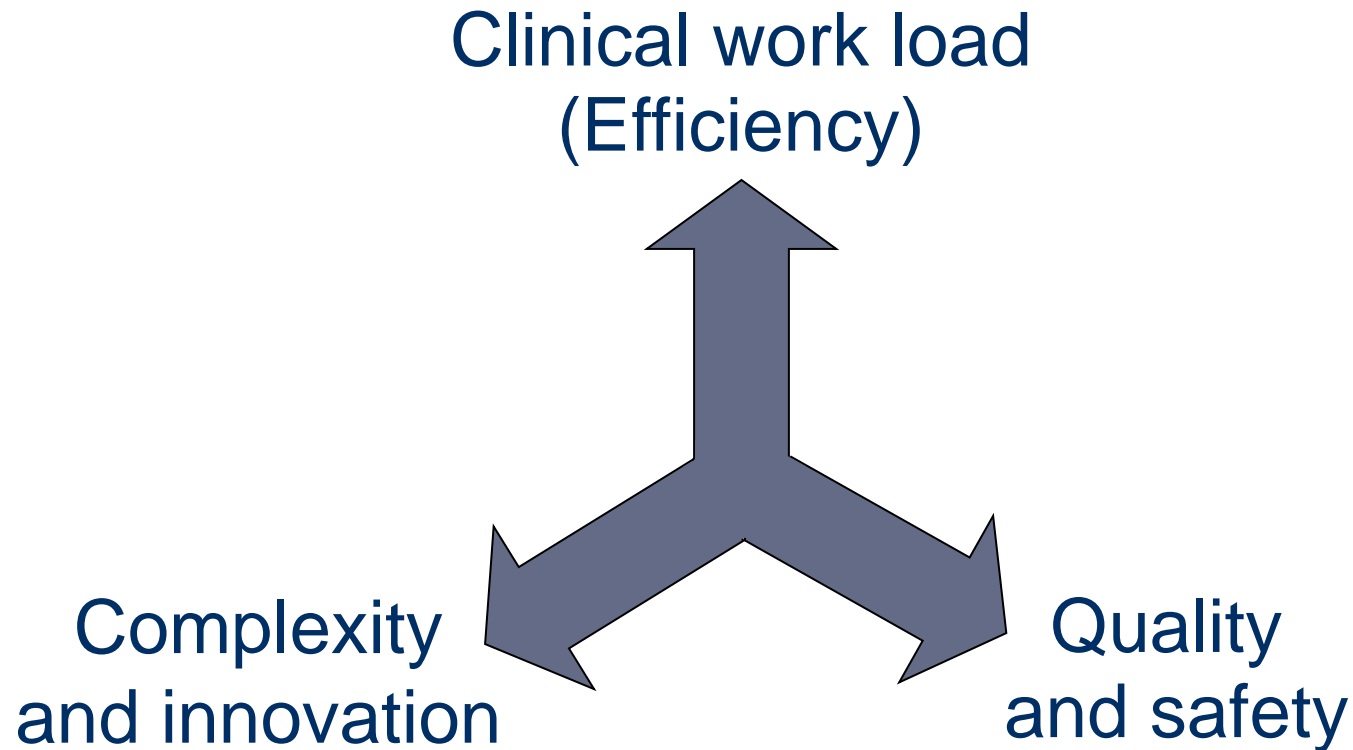 Clinical work load
(Efficiency)
Complexity
and innovation
Quality
and safety